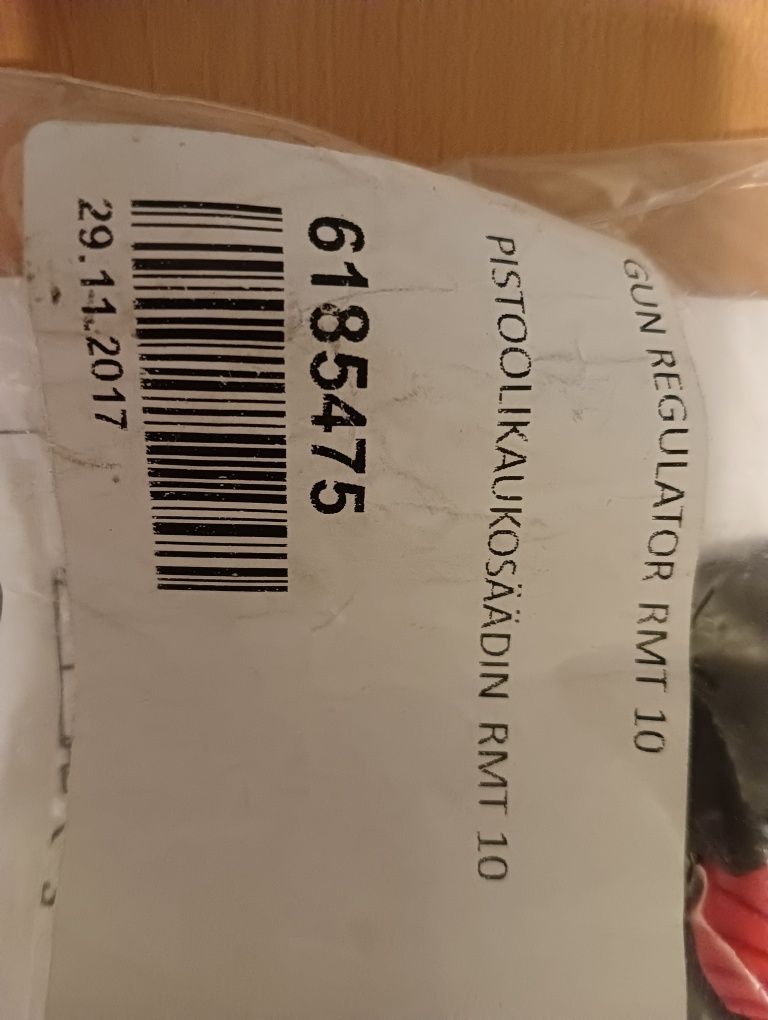 GUN REGULATOR RMT 10
PISTOOLIKAUKOSÄÄDIN RMT 10
6185475
29.11.2017